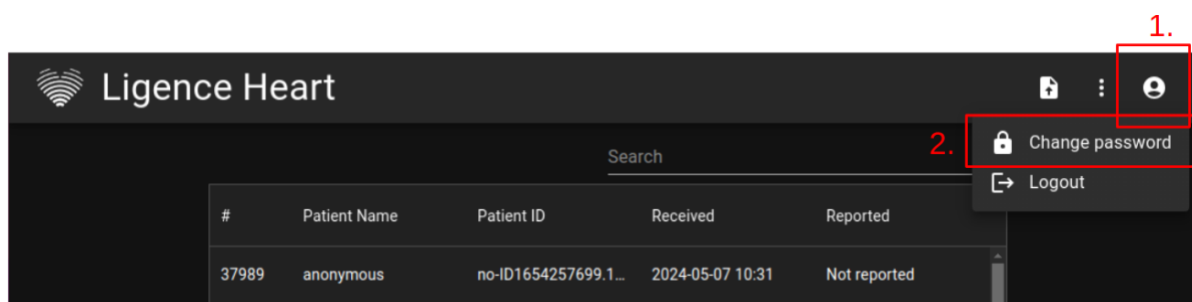 1.
Ligence Heart
2.
Change password
Search
Logout
# Patient Name Patient ID Received Reported
37989 anonymous no-ID1654257699.1... 2024-05-07 10:31 Not reported